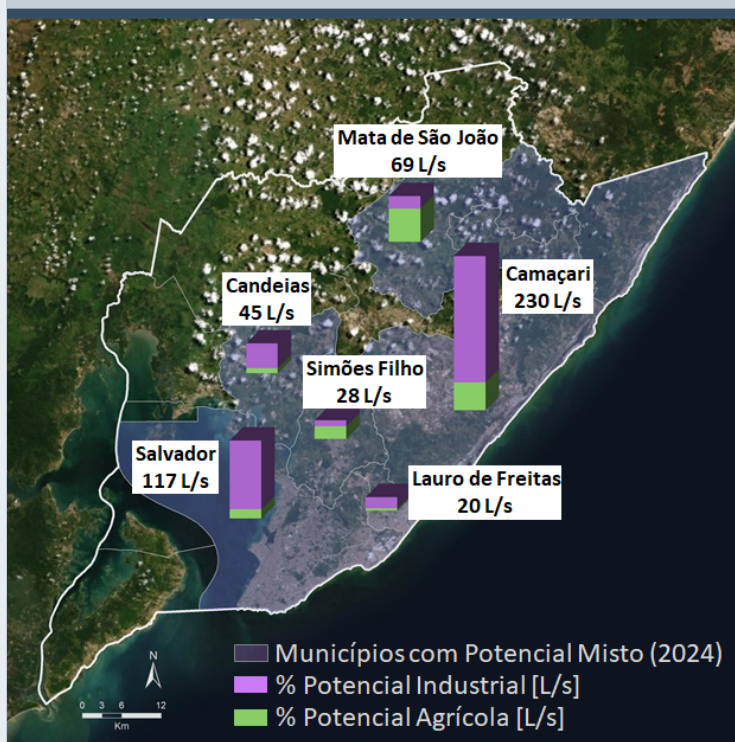 Mata de São João
69 L/s
Camaçari
230 L/s
Candeias
45 L/s
Simões Filho
28 L/s
Salvador
117 L/s
Lauro de Freitas
20 L/s
Municípios com Potencial Misto (2024)
% Potencial Industrial [L/s]
% Potencial Agrícola [L/s]
N
0 3 6 12
Km